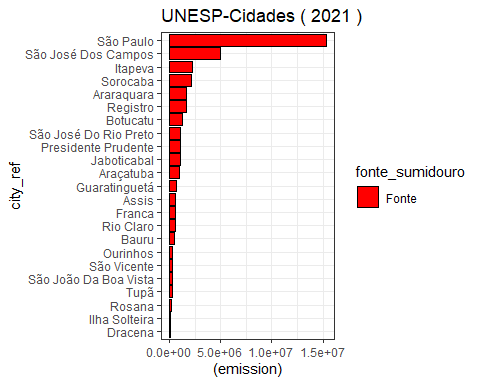 UNESP-Cidades ( 2021 )
São Paulo
São José Dos Campos
Itapeva
Sorocaba
Araraquara
Registro
Botucatu
São José Do Rio Preto
Presidente Prudente
Jaboticabal
Araçatuba
Guaratinguetá
Assis
Franca
Rio Claro
Bauru
Ourinhos
São Vicente
São João Da Boa Vista
Tupã
Rosana
Ilha Solteira
Dracena
city_ref
0.0e+00 5.0e+06 1.0e+07 1.5e+07
(emission)
fonte_sumidouro
Fonte